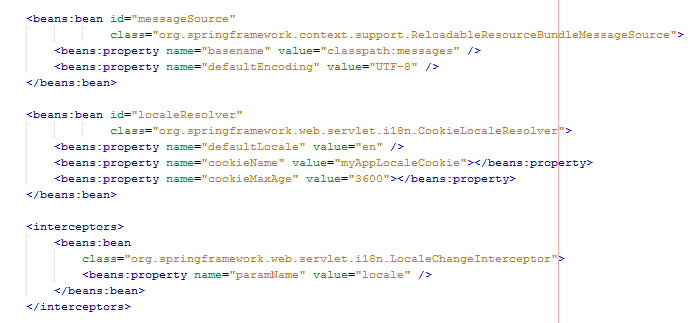 <beans:bean id="messageSource"
class="org.springframework.context.support.ReloadableResourceBundleMessageSource">
<beans:property name="basename" value="classpath:messages" />
<beans:property name="defaultEncoding" value="UTF-8" />
</beans:bean>
<beans:bean id="localeResolver"
class="org.springframework.web.servlet.i18n.CookieLocaleResolver">
<beans:property name="defaultLocale" value="en" />
<beans:property name="cookieName" value="myAppLocaleCookie"></beans:property>
<beans:property name="cookieMaxAge" value="3600"></beans:property>
</beans:bean>
<interceptors>
<beans:bean
class="org.springframework.web.servlet.i18n.LocaleChangeInterceptor">
<beans:property name="paramName" value="locale" />
</beans:bean>
</interceptors>